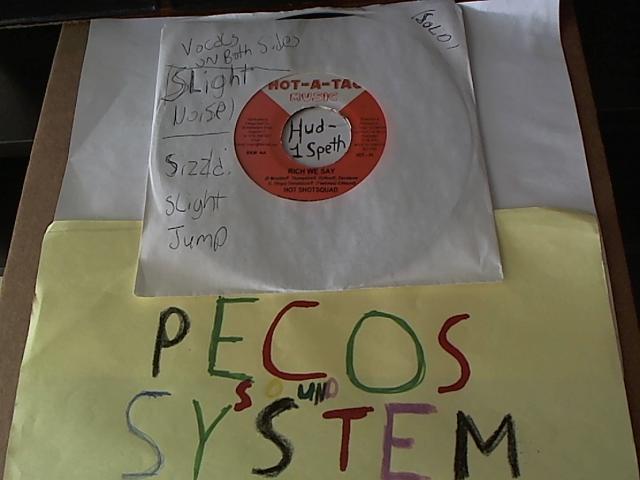 (SOLD)
Vocals
on Both Sides
(Slight
Noise)
Sizzld.
slight
Jump
HOT-A-TAC
MUSIC
Hud-
1 Speth
RICH WE SAY
HOT SHOTSQUAD
PECOS
SOUND
SYSTEM